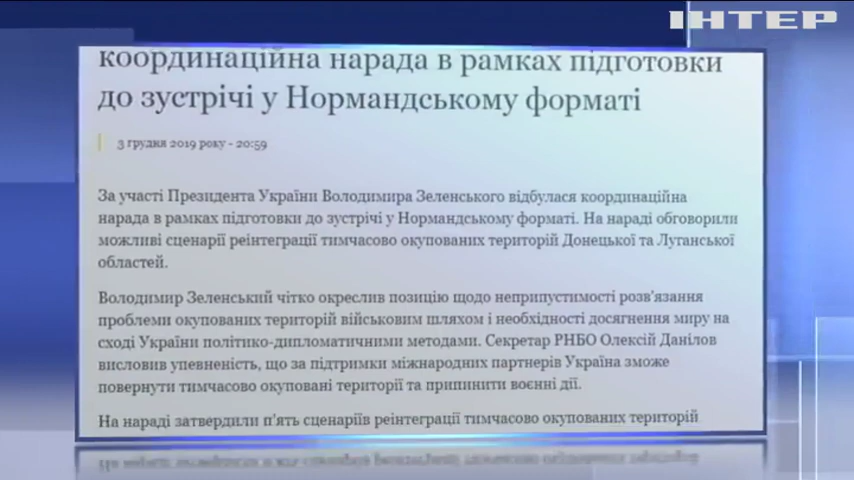 ІНТЕР
координаційна нарада в рамках підготовки
до зустрічі у Нормандському форматі
3 грудня 2019 року - 20:59
За участі Президента України Володимира Зеленського відбулася координаційна
нарада в рамках підготовки до зустрічі у Нормандському форматі. На нараді обговорили
можливі сценарії реінтеграції тимчасово окупованих територій Донецької та Луганської
областей.
Володимир Зеленський чітко окреслив позицію щодо неприпустимості розв'язання
проблеми окупованих територій військовим шляхом і необхідності досягнення миру на
сході України політико-дипломатичними методами. Секретар РНБО Олексій Данілов
висловив упевненість, що за підтримки міжнародних партнерів Україна зможе
повернути тимчасово окуповані території та припинити воєнні дії.
На нараді затвердили п'ять сценаріїв реінтеграції тимчасово окупованих територій